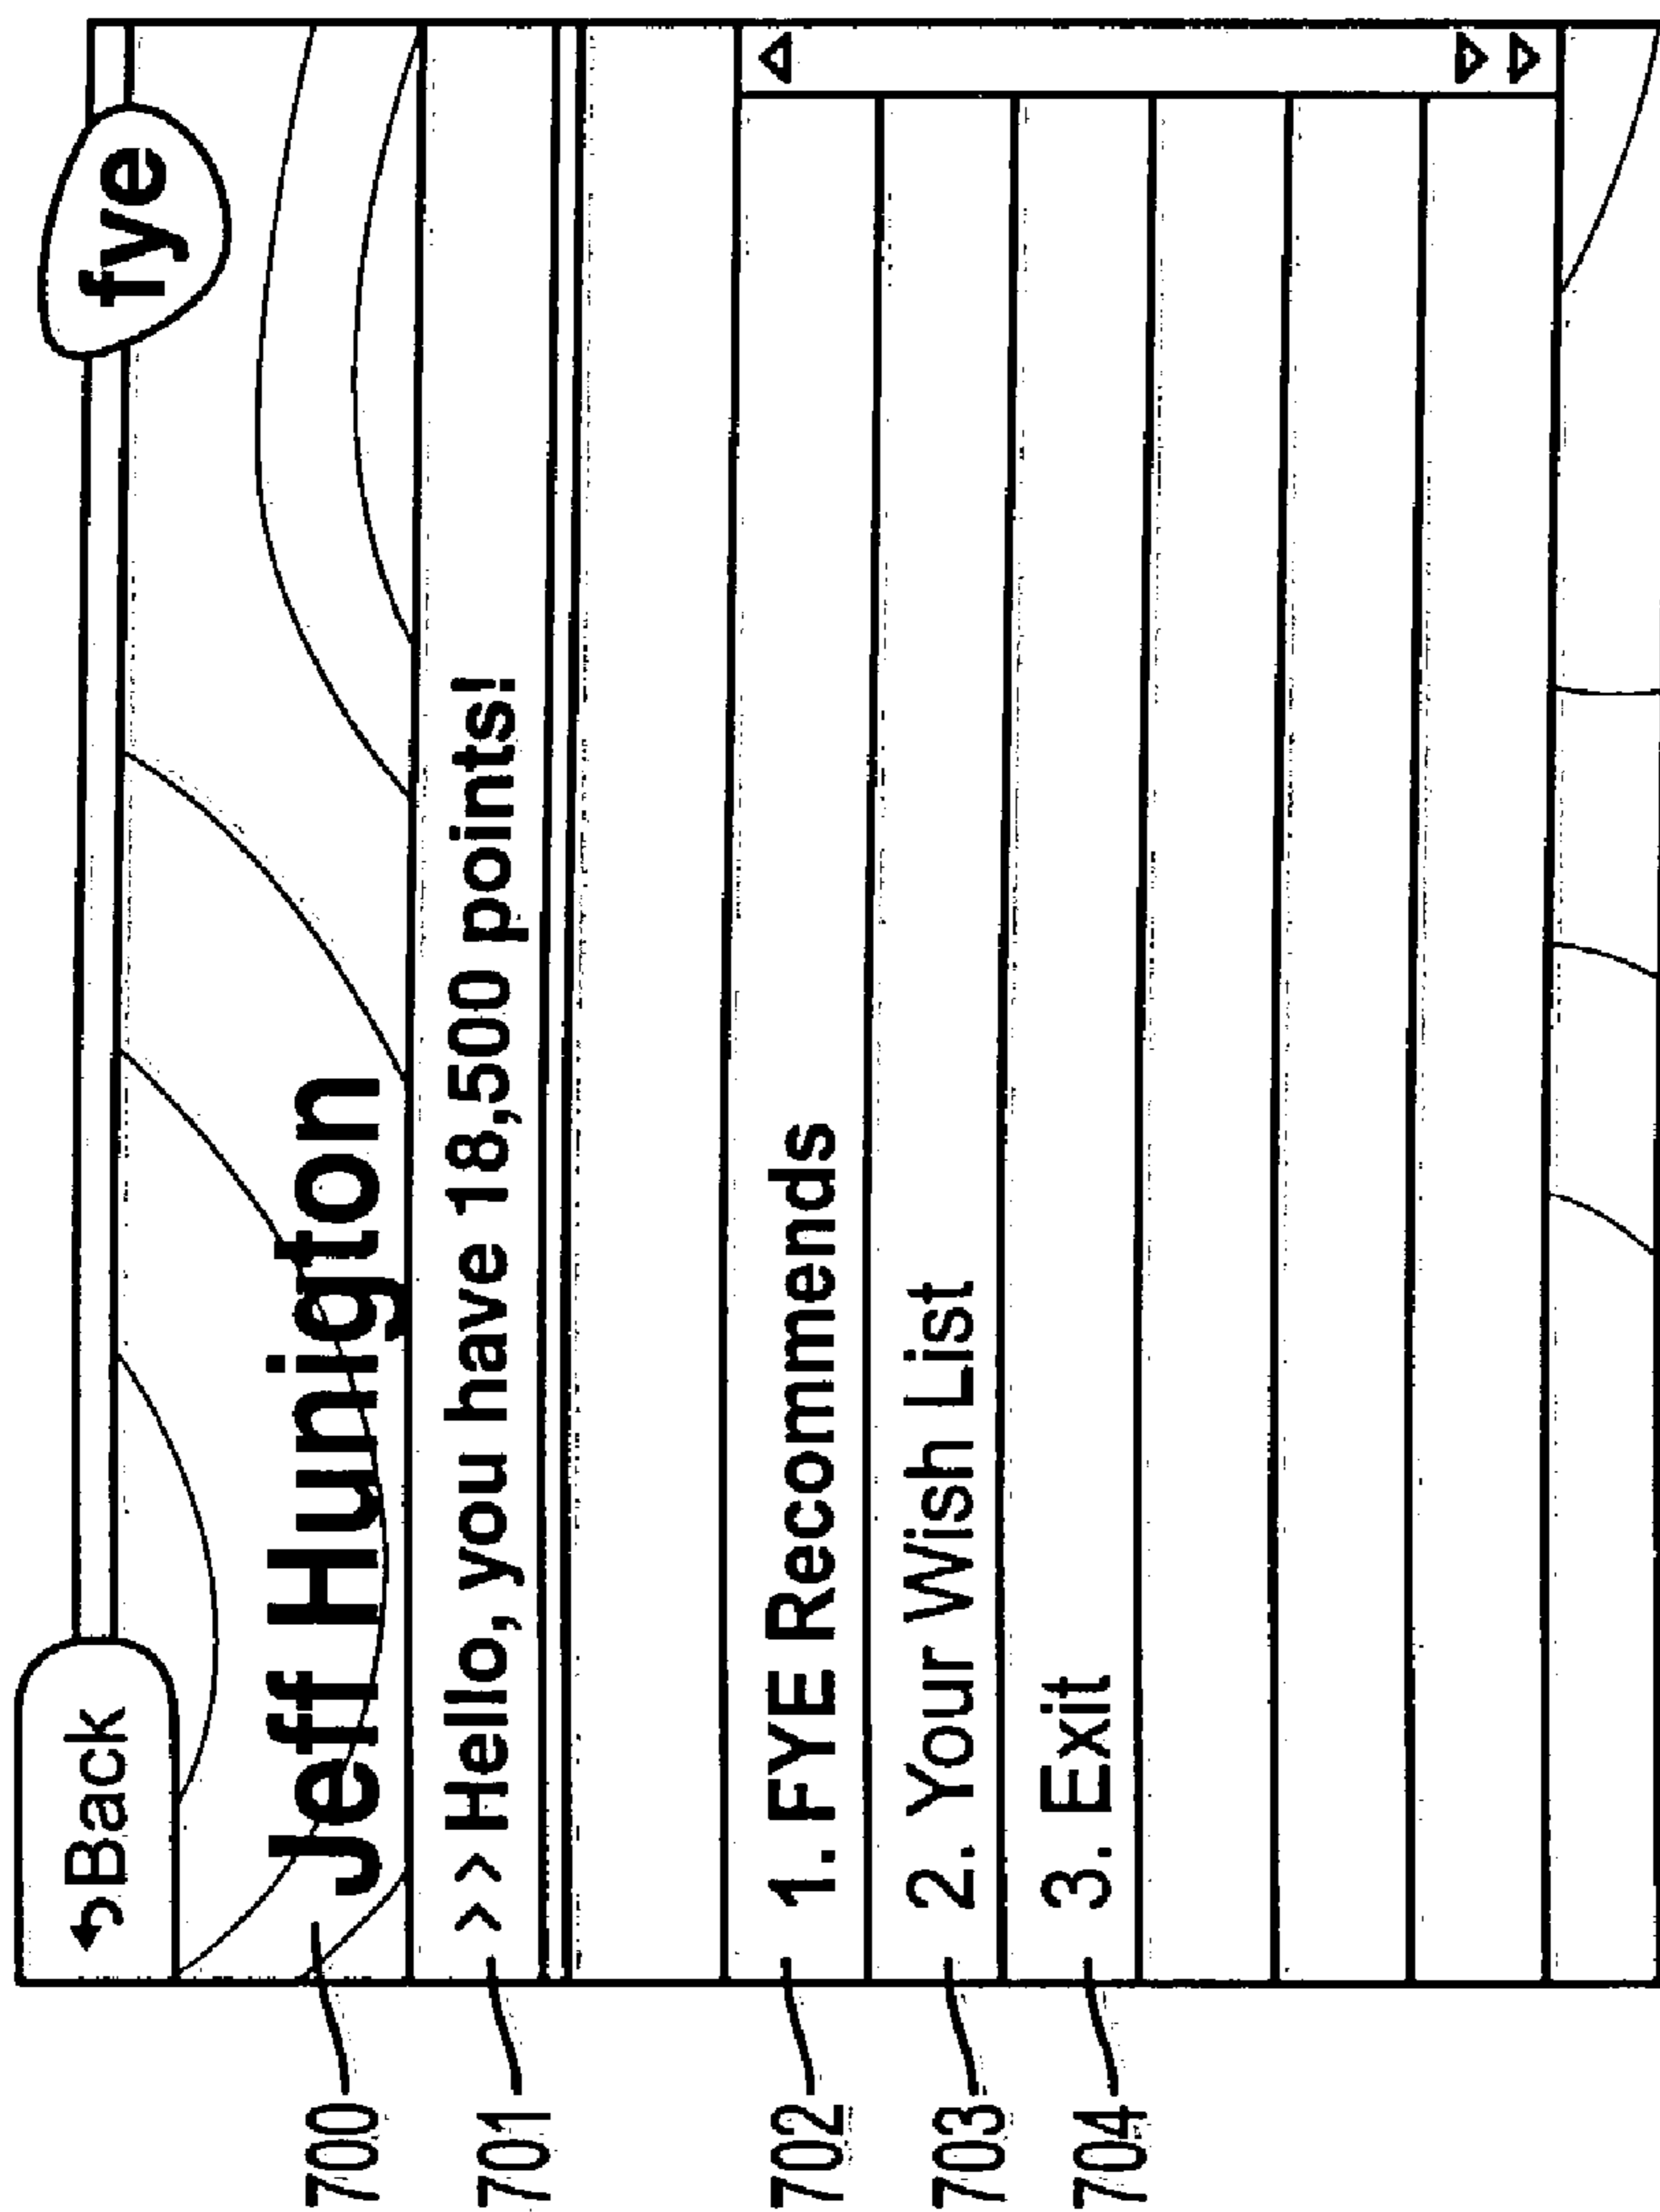 Back
fye
700
Jeff Hunington
701
>> Hello, you have 18,500 points!
702
1. FYE Recommends
703
2. Your Wish List
704
3. Exit